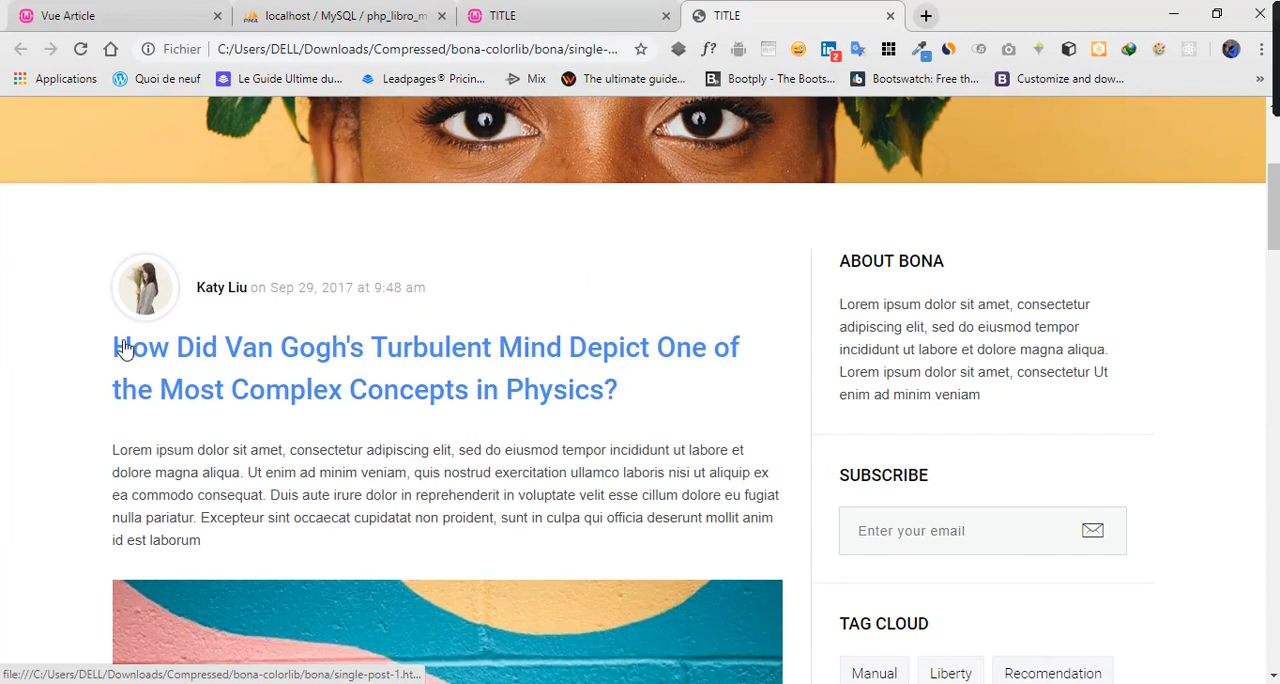 Vue Article
localhost / MySQL / php_libro_m
TITLE
TITLE
Fichier
C:/Users/DELL/Downloads/Compressed/bona-colorlib/bona/single-...
2
Applications
Quoi de neuf
Le Guide Ultime du...
Leadpages® Pricin...
Mix
The ultimate guide...
Bootply - The Boots...
Bootswatch: Free th...
Customize and dow...
Katy Liu on Sep 29, 2017 at 9:48 am
How Did Van Gogh's Turbulent Mind Depict One of
the Most Complex Concepts in Physics?
Lorem ipsum dolor sit amet, consectetur adipiscing elit, sed do eiusmod tempor incididunt ut labore et
dolore magna aliqua. Ut enim ad minim veniam, quis nostrud exercitation ullamco laboris nisi ut aliquip ex
ea commodo consequat. Duis aute irure dolor in reprehenderit in voluptate velit esse cillum dolore eu fugiat
nulla pariatur. Excepteur sint occaecat cupidatat non proident, sunt in culpa qui officia deserunt mollit anim
id est laborum
ABOUT BONA
Lorem ipsum dolor sit amet, consectetur
adipiscing elit, sed do eiusmod tempor
incididunt ut labore et dolore magna aliqua.
Lorem ipsum dolor sit amet, consectetur Ut
enim ad minim veniam
SUBSCRIBE
Enter your email
TAG CLOUD
Manual
Liberty
Recomendation
file:///C:/Users/DELL/Downloads/Compressed/bona-colorlib/bona/single-post-1.ht...